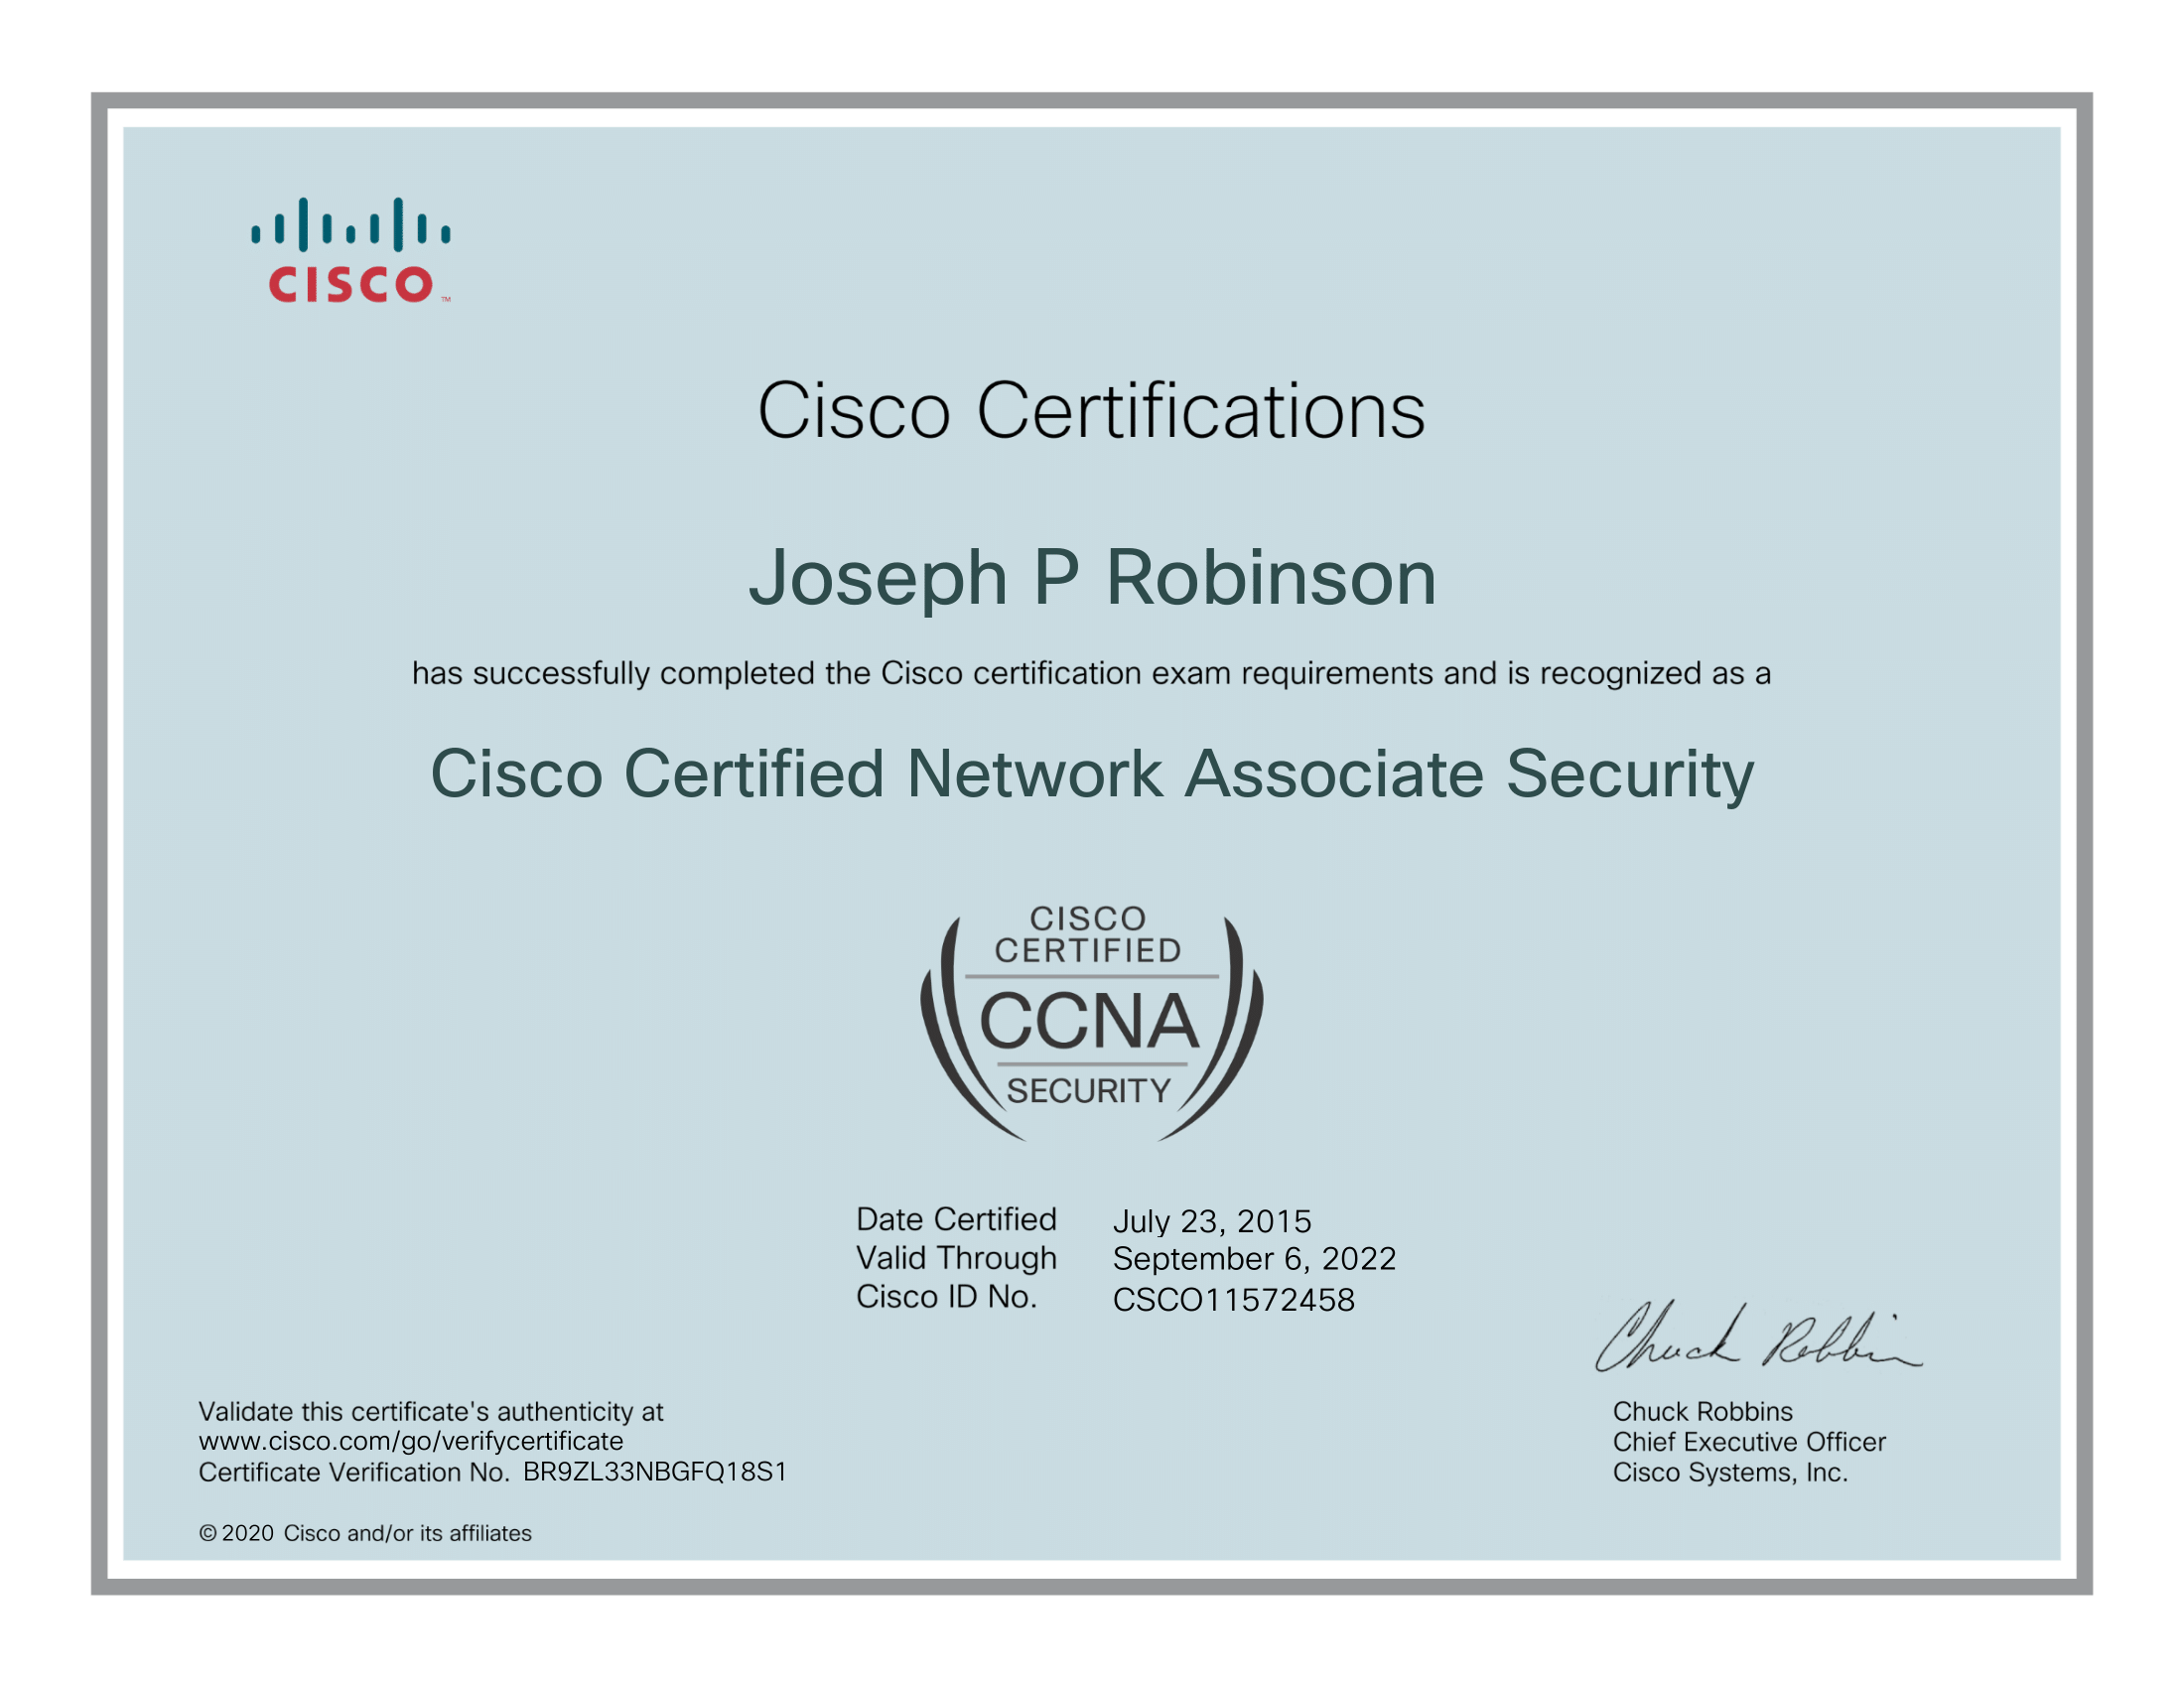 CISCO
TM
Cisco Certifications
Joseph P Robinson
has successfully completed the Cisco certification exam requirements and is recognized as a
Cisco Certified Network Associate Security
CISCO
CERTIFIED
CCNA
SECURITY
Date Certified July 23, 2015
Valid Through September 6, 2022
Cisco ID No. CSCO11572458
Chuck Robbins
Validate this certificate's authenticity at
www.cisco.com/go/verifycertificate
Certificate Verification No. BR9ZL33NBGFQ18S1
Chuck Robbins
Chief Executive Officer
Cisco Systems, Inc.
© 2020 Cisco and/or its affiliates